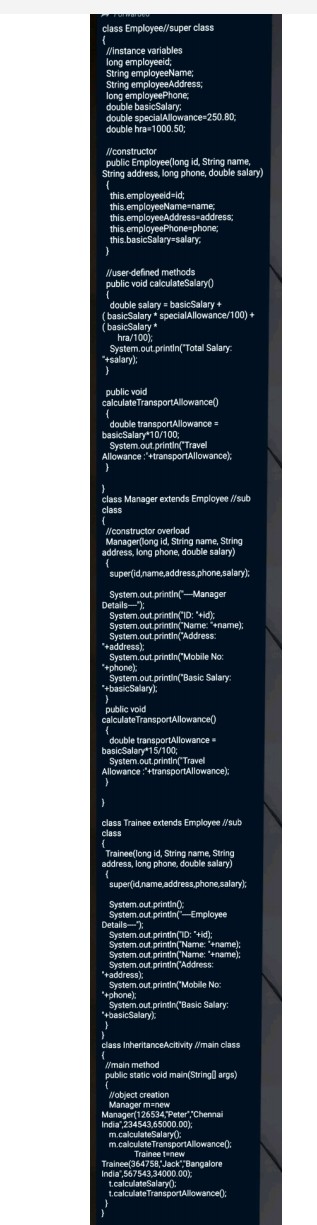 Forwarded
class Employee//super class
{
//instance variables
long employeeid;
String employeeName;
String employeeAddress;
long employeePhone;
double basicSalary;
double specialAllowance=250.80;
double hra=1000.50;
//constructor
public Employee(long id, String name,
String address, long phone, double salary)
{
this.employeeid=id;
this.employeeName=name;
this.employeeAddress=address;
this.employeePhone=phone;
this.basicSalary=salary;
}
//user-defined methods
public void calculateSalary()
{
double salary = basicSalary +
( basicSalary * specialAllowance/100) +
( basicSalary *
hra/100);
System.out.println("Total Salary:
"+salary);
}
public void
calculateTransportAllowance()
{
double transportAllowance =
basicSalary*10/100;
System.out.println("Travel
Allowance :"+transportAllowance);
}
}
class Manager extends Employee //sub
class
{
//constructor overload
Manager(long id, String name, String
address, long phone, double salary)
{
super(id,name,address,phone,salary);
System.out.println("—Manager
Details—");
System.out.println("ID: "+id);
System.out.println("Name: "+name);
System.out.println("Address:
"+address);
System.out.println("Mobile No:
"+phone);
System.out.println("Basic Salary:
"+basicSalary);
}
public void
calculateTransportAllowance()
{
double transportAllowance =
basicSalary*15/100;
System.out.println("Travel
Allowance :"+transportAllowance);
}
}
class Trainee extends Employee //sub
class
{
Trainee(long id, String name, String
address, long phone, double salary)
{
super(id,name,address,phone,salary);
System.out.println();
System.out.println("—Employee
Details—");
System.out.println("ID: "+id);
System.out.println("Name: "+name);
System.out.println("Name: "+name);
System.out.println("Address:
"+address);
System.out.println("Mobile No:
"+phone);
System.out.println("Basic Salary:
"+basicSalary);
}
}
class InheritanceAcitivity //main class
{
//main method
public static void main(String[] args)
{
//object creation
Manager m=new
Manager(126534,"Peter","Chennai
India",234543,65000.00);
m.calculateSalary();
m.calculateTransportAllowance();
Trainee t=new
Trainee(364758,"Jack","Bangalore
India",567543,34000.00);
t.calculateSalary();
t.calculateTransportAllowance();
}
}